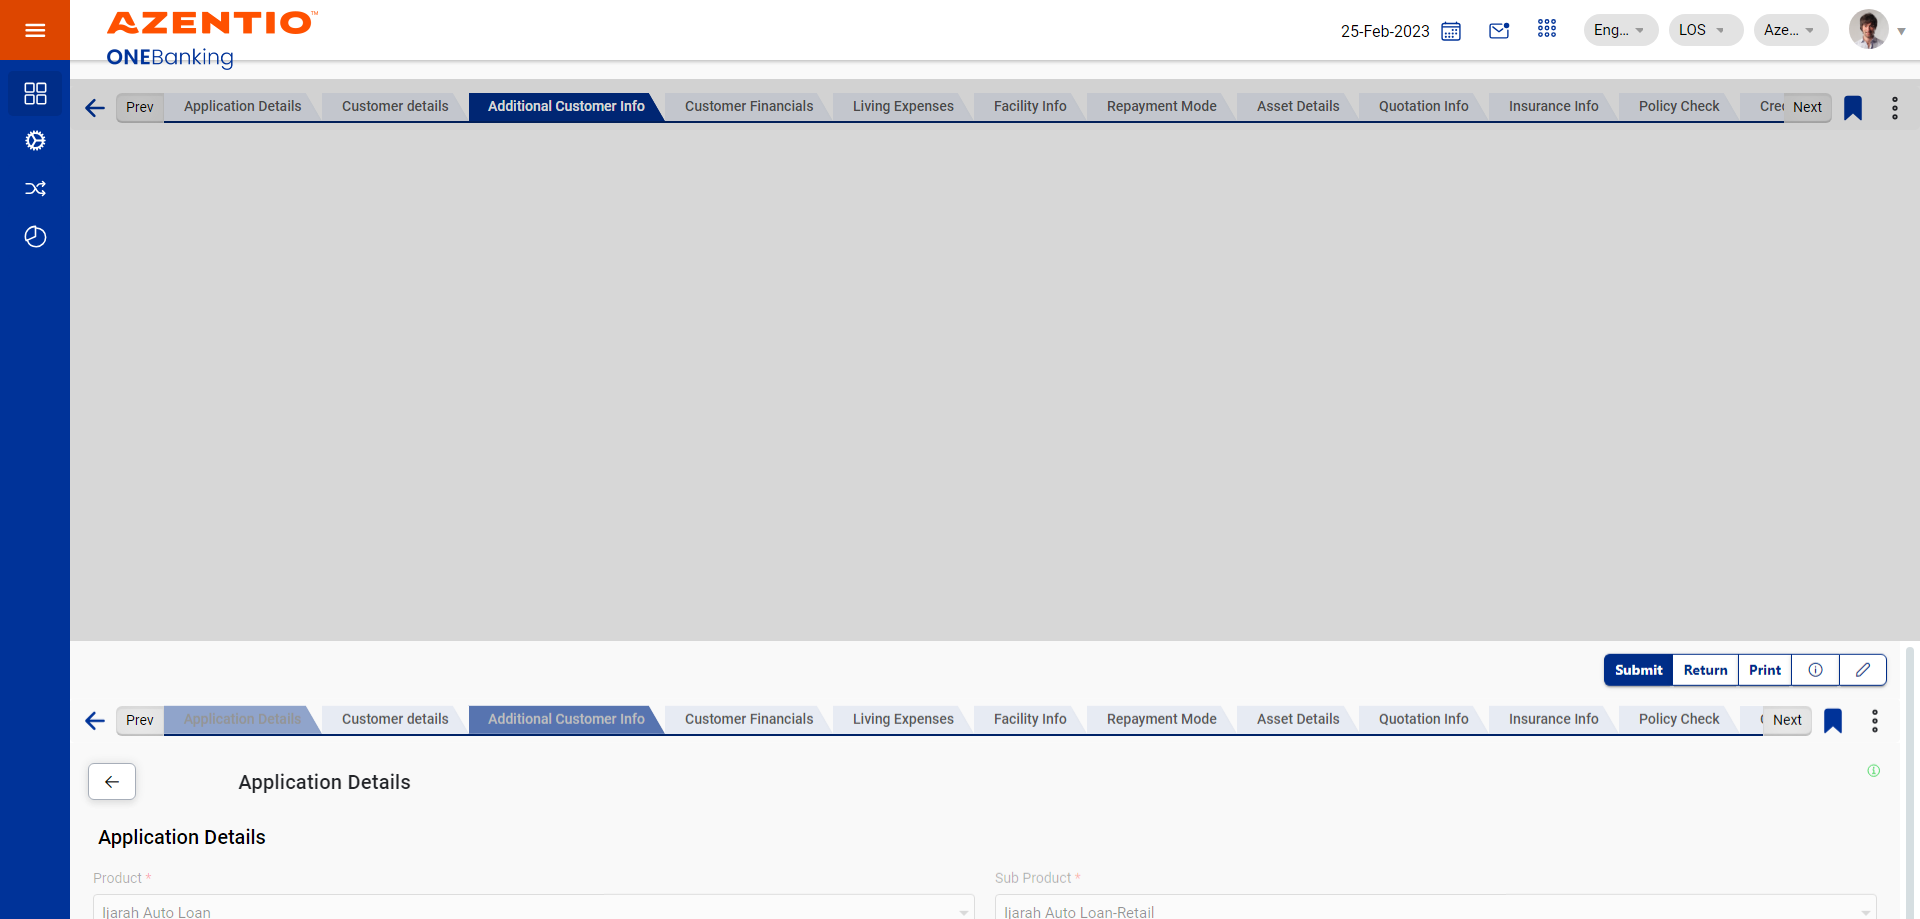 AZENTIO™
ONEBanking
25-Feb-2023
Eng...
LOS
Aze...
Prev
Application Details
Customer details
Additional Customer Info
Customer Financials
Living Expenses
Facility Info
Repayment Mode
Asset Details
Quotation Info
Insurance Info
Policy Check
Cre
Next
Submit
Return
Print
Prev
Application Details
Customer details
Additional Customer Info
Customer Financials
Living Expenses
Facility Info
Repayment Mode
Asset Details
Quotation Info
Insurance Info
Policy Check
Next
Application Details
Application Details
Product *
Sub Product *
Ijarah Auto Loan
Ijarah Auto Loan-Retail